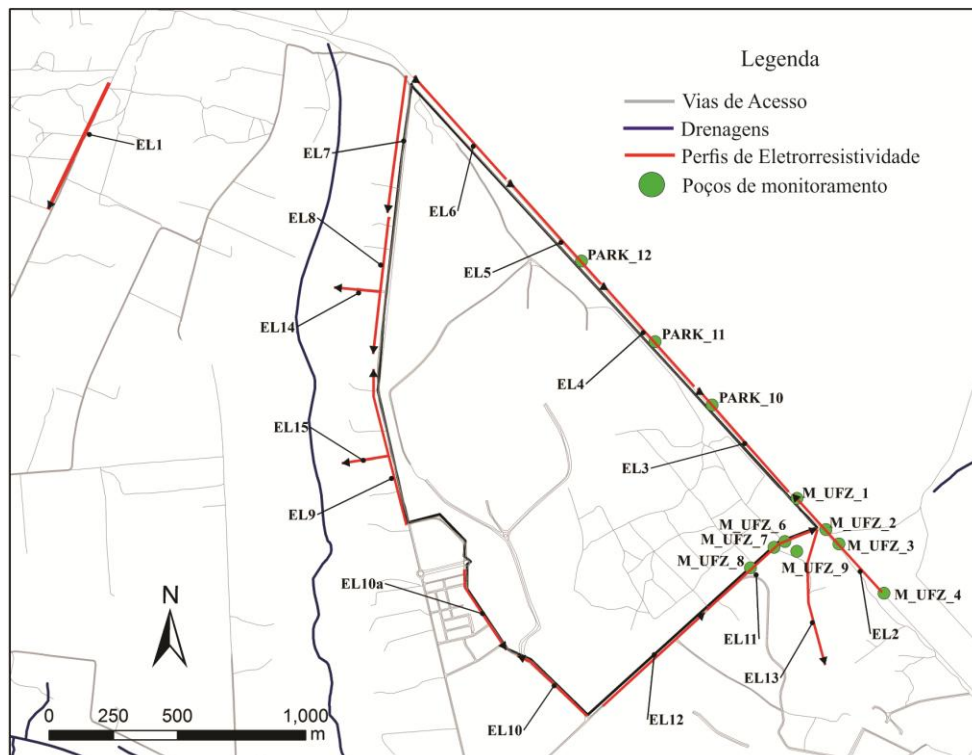 Legenda
Vias de Acesso
Drenagens
Perfis de Eletrorresistividade
Poços de monitoramento
EL1
EL7
EL6
EL8
EL5
PARK_12
EL14
EL4
PARK_11
PARK_10
EL15
EL3
EL9
M_UFZ_1
M_UFZ_6
M_UFZ_2
M_UFZ_7
M_UFZ_3
M_UFZ_8
M_UFZ_9
EL10a
M_UFZ_4
EL11
EL2
EL13
EL10
EL12
N
0 250 500 1,000
m